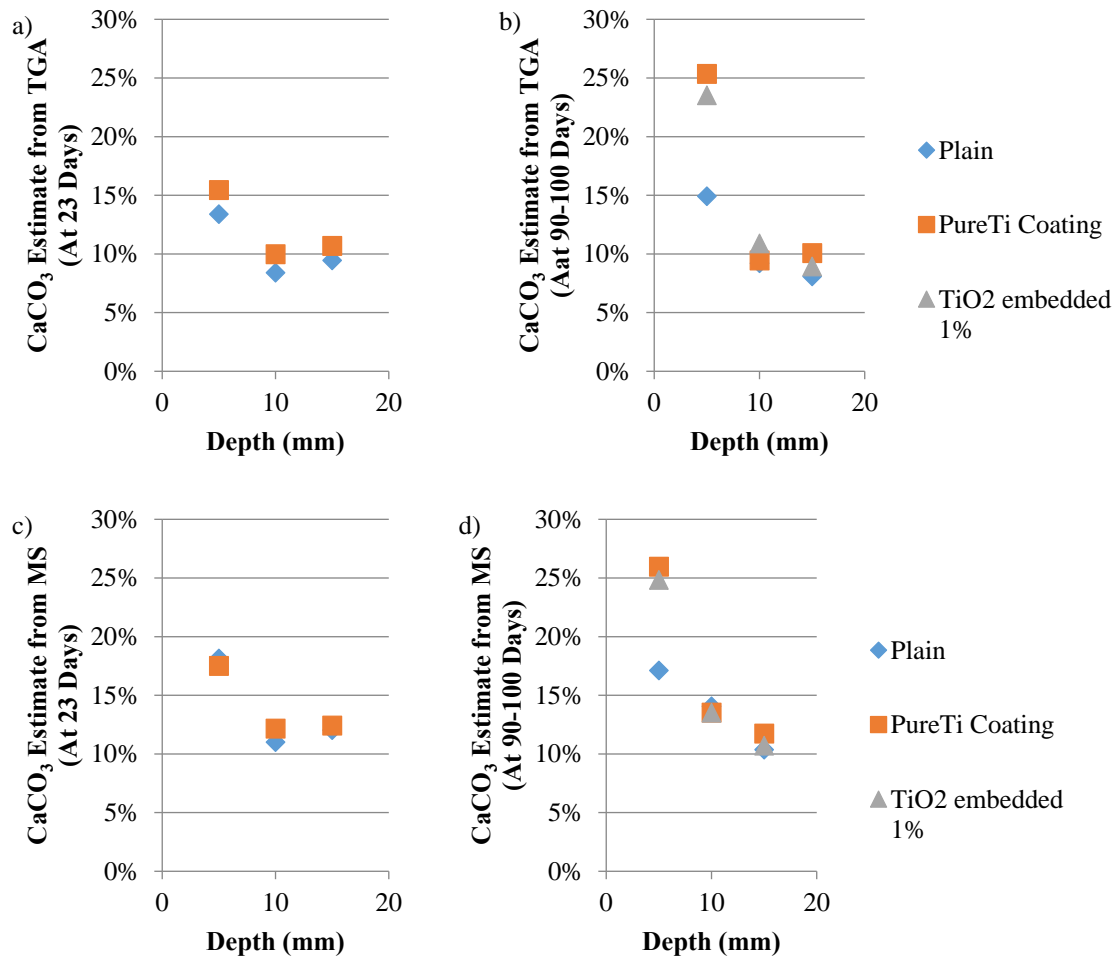 a)
CaCO3 Estimate from TGA
(At 23 Days)
30%
25%
20%
15%
10%
5%
0%
0
10
20
Depth (mm)
b)
CaCO3 Estimate from TGA
(Aat 90-100 Days)
30%
25%
20%
15%
10%
5%
0%
0
10
20
Depth (mm)
Plain
PureTi Coating
TiO2 embedded
1%
c)
CaCO3 Estimate from MS
(At 23 Days)
30%
25%
20%
15%
10%
5%
0%
0
10
20
Depth (mm)
d)
CaCO3 Estimate from MS
(At 90-100 Days)
30%
25%
20%
15%
10%
5%
0%
0
10
20
Depth (mm)
Plain
PureTi Coating
TiO2 embedded
1%